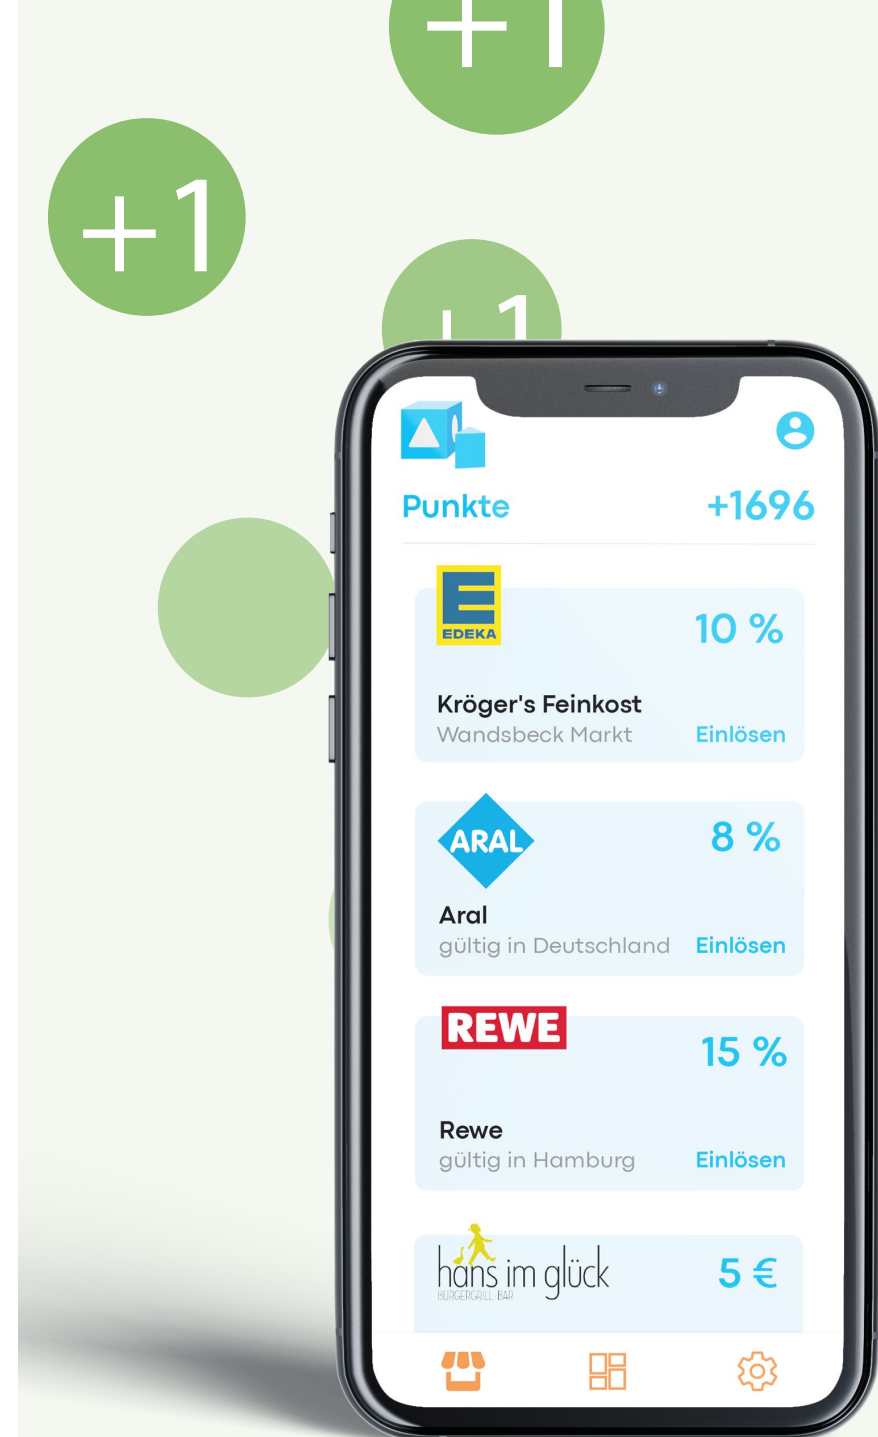 +1
+1
+1
Punkte +1696
EDEKA
10 %
Kröger's Feinkost
Wandsbeck Markt Einlösen
ARAL
8 %
Aral
gültig in Deutschland Einlösen
REWE
15 %
Rewe
gültig in Hamburg Einlösen
hans im glück
BURGERGRILL BAR
5 €